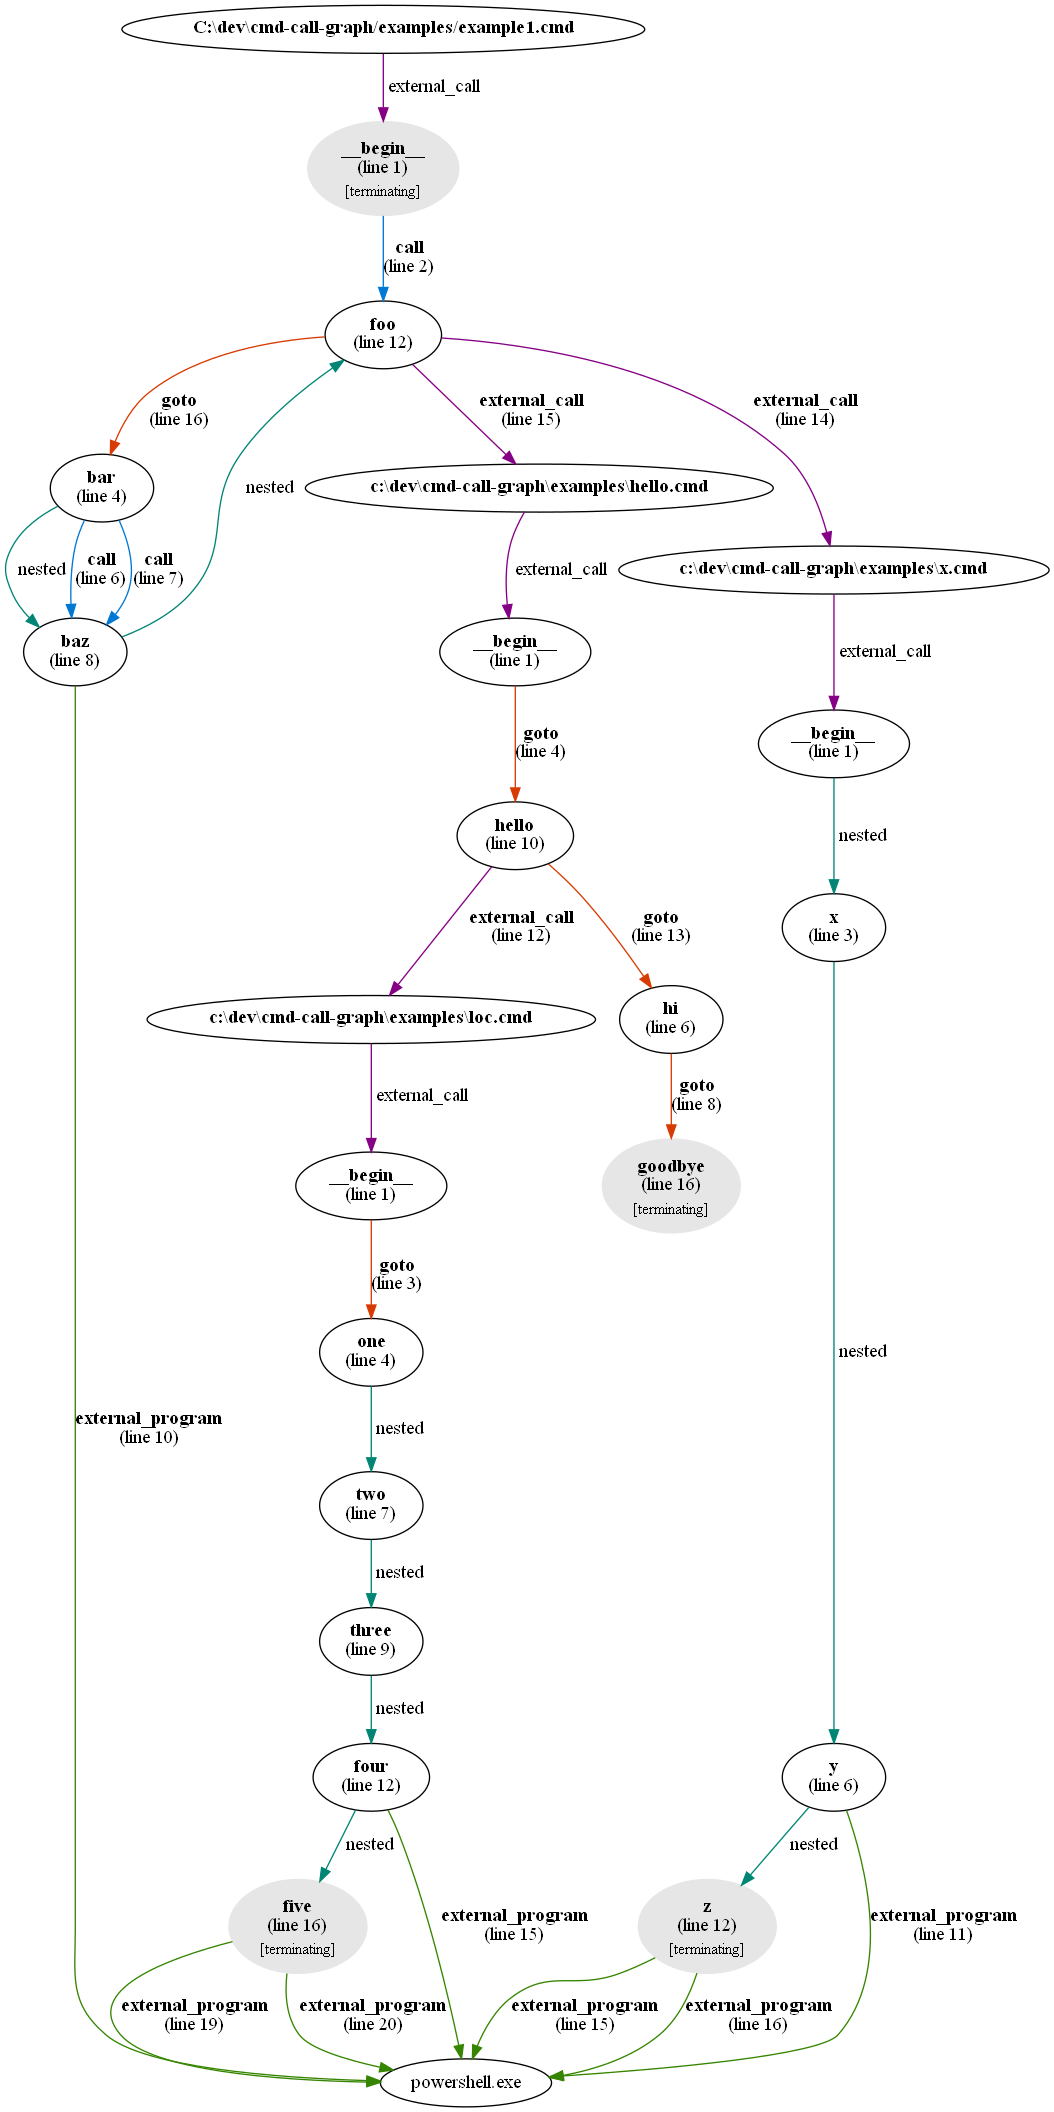 C:\dev\cmd-call-graph/examples/example1.cmd
external_call
__begin__
(line 1)
[terminating]
call
(line 2)
foo
(line 12)
goto
(line 16)
external_call
(line 15)
external_call
(line 14)
bar
(line 4)
nested
c:\dev\cmd-call-graph\examples\hello.cmd
nested
call
(line 6)
call
(line 7)
external_call
c:\dev\cmd-call-graph\examples\x.cmd
baz
(line 8)
__begin__
(line 1)
external_call
goto
(line 4)
__begin__
(line 1)
hello
(line 10)
nested
external_call
(line 12)
goto
(line 13)
x
(line 3)
c:\dev\cmd-call-graph\examples\loc.cmd
hi
(line 6)
external_call
goto
(line 8)
__begin__
(line 1)
goodbye
(line 16)
[terminating]
goto
(line 3)
one
(line 4)
nested
external_program
(line 10)
nested
two
(line 7)
nested
three
(line 9)
nested
four
(line 12)
y
(line 6)
nested
nested
five
(line 16)
[terminating]
external_program
(line 15)
z
(line 12)
[terminating]
external_program
(line 11)
external_program
(line 19)
external_program
(line 20)
external_program
(line 15)
external_program
(line 16)
powershell.exe